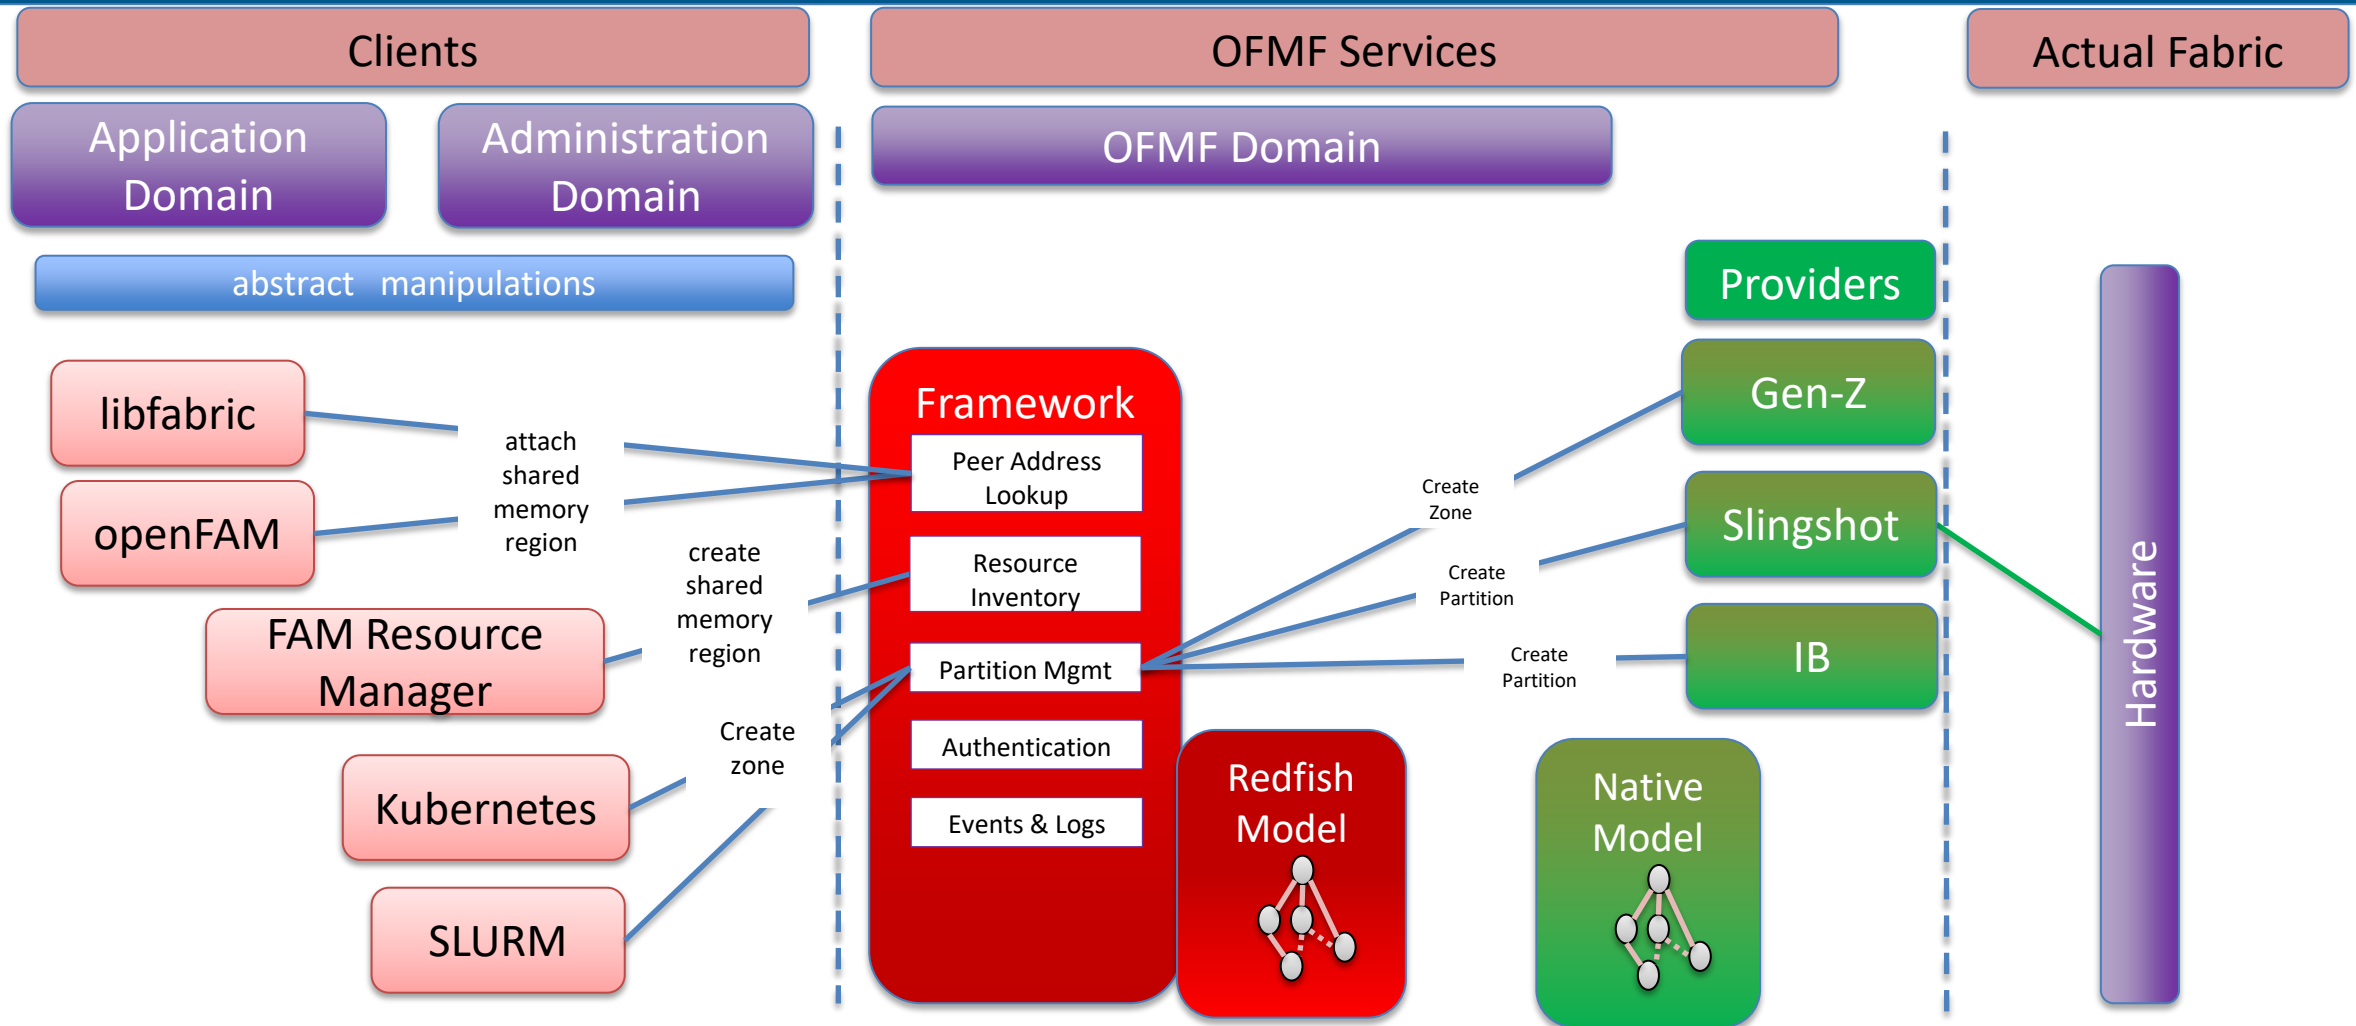 Clients
OFMF Services
Actual Fabric
Application
Domain
Administration
Domain
OFMF Domain
abstract manipulations
Providers
libfabric
openFAM
FAM Resource
Manager
Kubernetes
SLURM
attach
shared
memory
region
create
shared
memory
region
Create
zone
Framework
Peer Address
Lookup
Resource
Inventory
Partition Mgmt
Authentication
Events & Logs
Redfish
Model
Create
Zone
Create
Partition
Create
Partition
Gen-Z
Slingshot
IB
Native
Model
Hardware